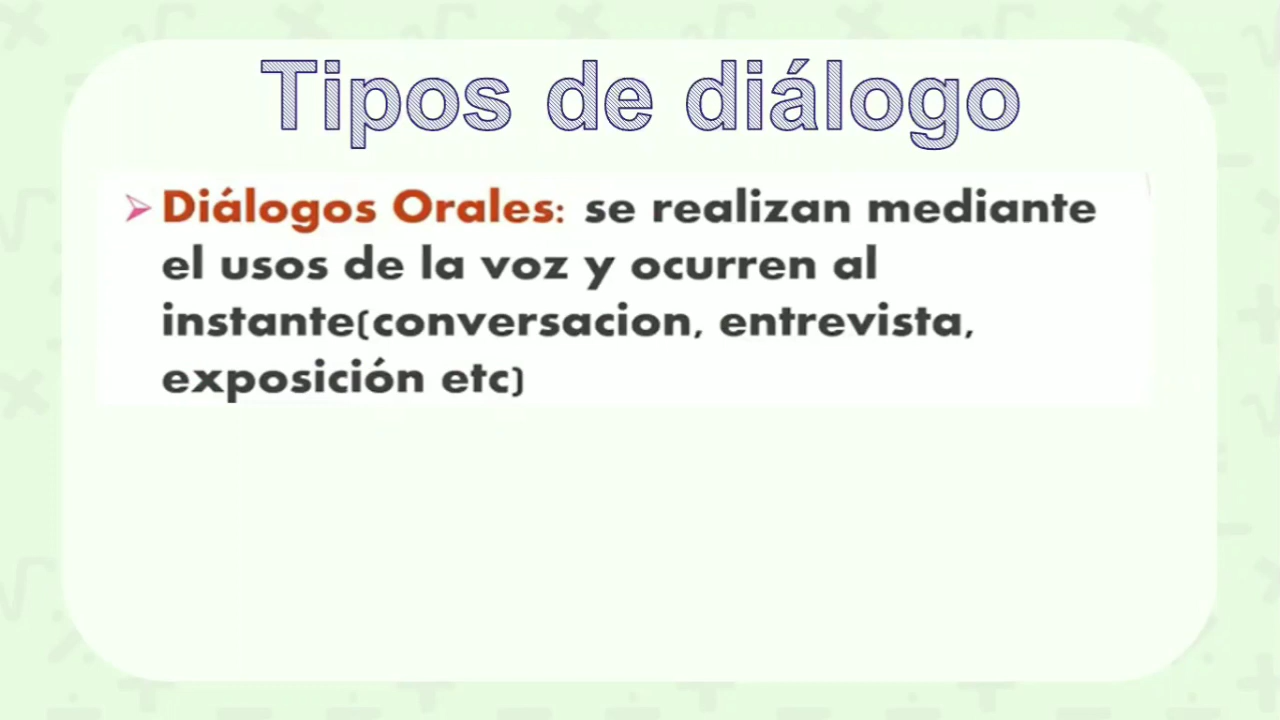 Tipos de diálogo
➢ Diálogos Orales: se realizan mediante
el usos de la voz y ocurren al
instante(conversacion, entrevista,
exposición etc)